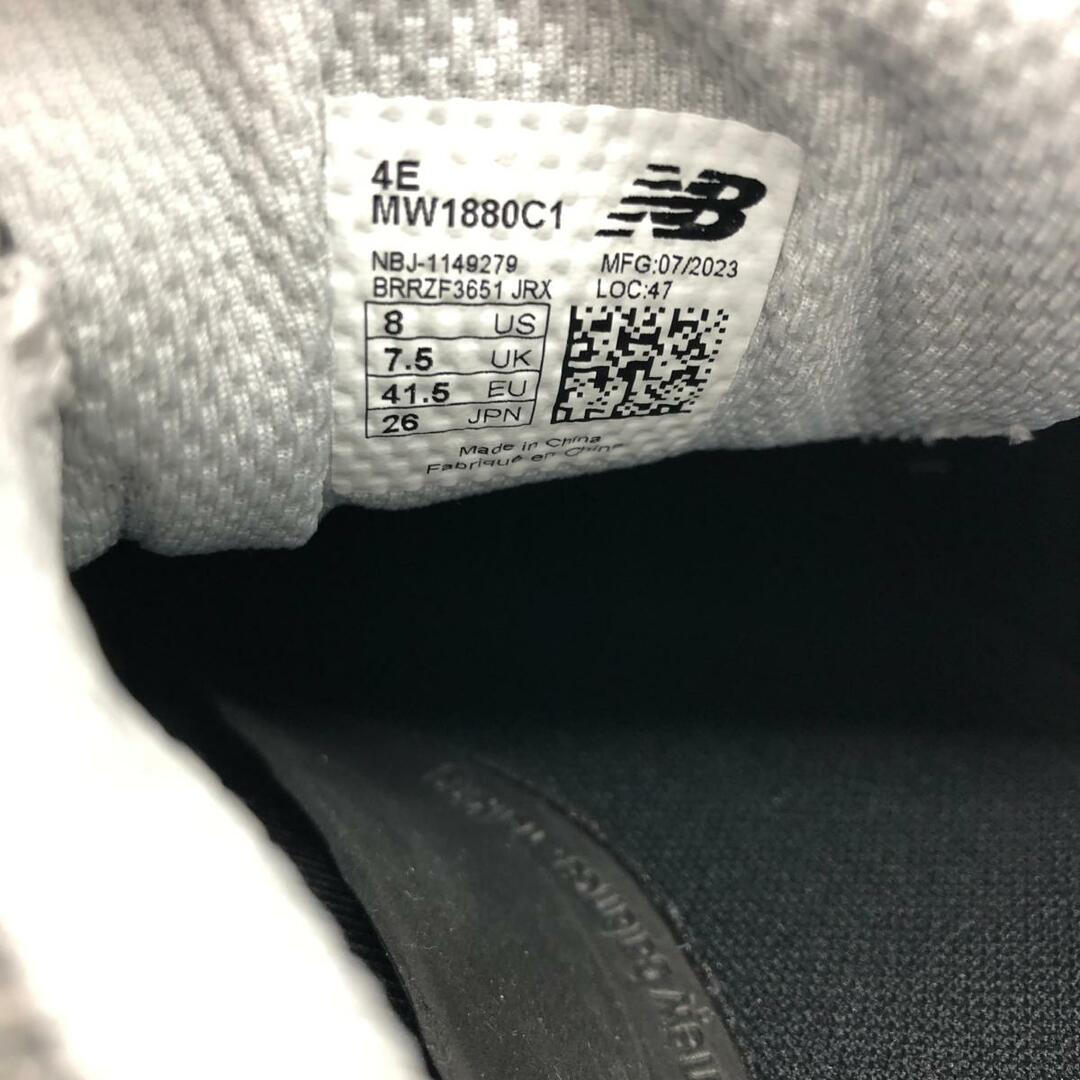 4E
MW1880C1
NB
NBJ-1149279
MFG:07/2023
BRRZF3651 JRX
LOC:47
8 US
7.5 UK
41.5 EU
26 JPN
Made in China
Fabriqué en Chine